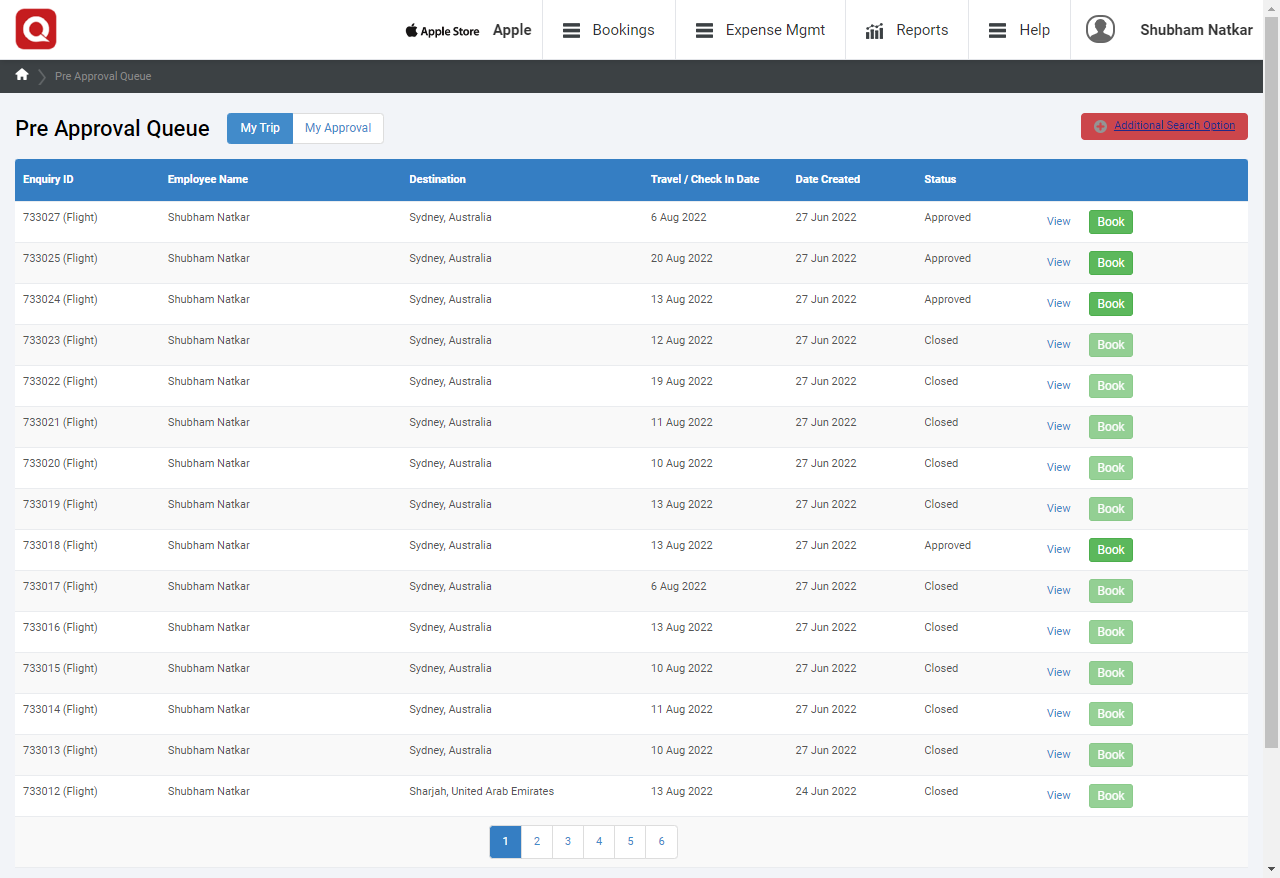 Apple Store Apple Bookings Expense Mgmt Reports Help Shubham Natkar
Pre Approval Queue
Pre Approval Queue My Trip My Approval Additional Search Option
Enquiry ID Employee Name Destination Travel / Check In Date Date Created Status
733027 (Flight) Shubham Natkar Sydney, Australia 6 Aug 2022 27 Jun 2022 Approved View Book
733025 (Flight) Shubham Natkar Sydney, Australia 20 Aug 2022 27 Jun 2022 Approved View Book
733024 (Flight) Shubham Natkar Sydney, Australia 13 Aug 2022 27 Jun 2022 Approved View Book
733023 (Flight) Shubham Natkar Sydney, Australia 12 Aug 2022 27 Jun 2022 Closed View Book
733022 (Flight) Shubham Natkar Sydney, Australia 19 Aug 2022 27 Jun 2022 Closed View Book
733021 (Flight) Shubham Natkar Sydney, Australia 11 Aug 2022 27 Jun 2022 Closed View Book
733020 (Flight) Shubham Natkar Sydney, Australia 10 Aug 2022 27 Jun 2022 Closed View Book
733019 (Flight) Shubham Natkar Sydney, Australia 13 Aug 2022 27 Jun 2022 Closed View Book
733018 (Flight) Shubham Natkar Sydney, Australia 13 Aug 2022 27 Jun 2022 Approved View Book
733017 (Flight) Shubham Natkar Sydney, Australia 6 Aug 2022 27 Jun 2022 Closed View Book
733016 (Flight) Shubham Natkar Sydney, Australia 13 Aug 2022 27 Jun 2022 Closed View Book
733015 (Flight) Shubham Natkar Sydney, Australia 10 Aug 2022 27 Jun 2022 Closed View Book
733014 (Flight) Shubham Natkar Sydney, Australia 11 Aug 2022 27 Jun 2022 Closed View Book
733013 (Flight) Shubham Natkar Sydney, Australia 10 Aug 2022 27 Jun 2022 Closed View Book
733012 (Flight) Shubham Natkar Sharjah, United Arab Emirates 13 Aug 2022 24 Jun 2022 Closed View Book
1 2 3 4 5 6